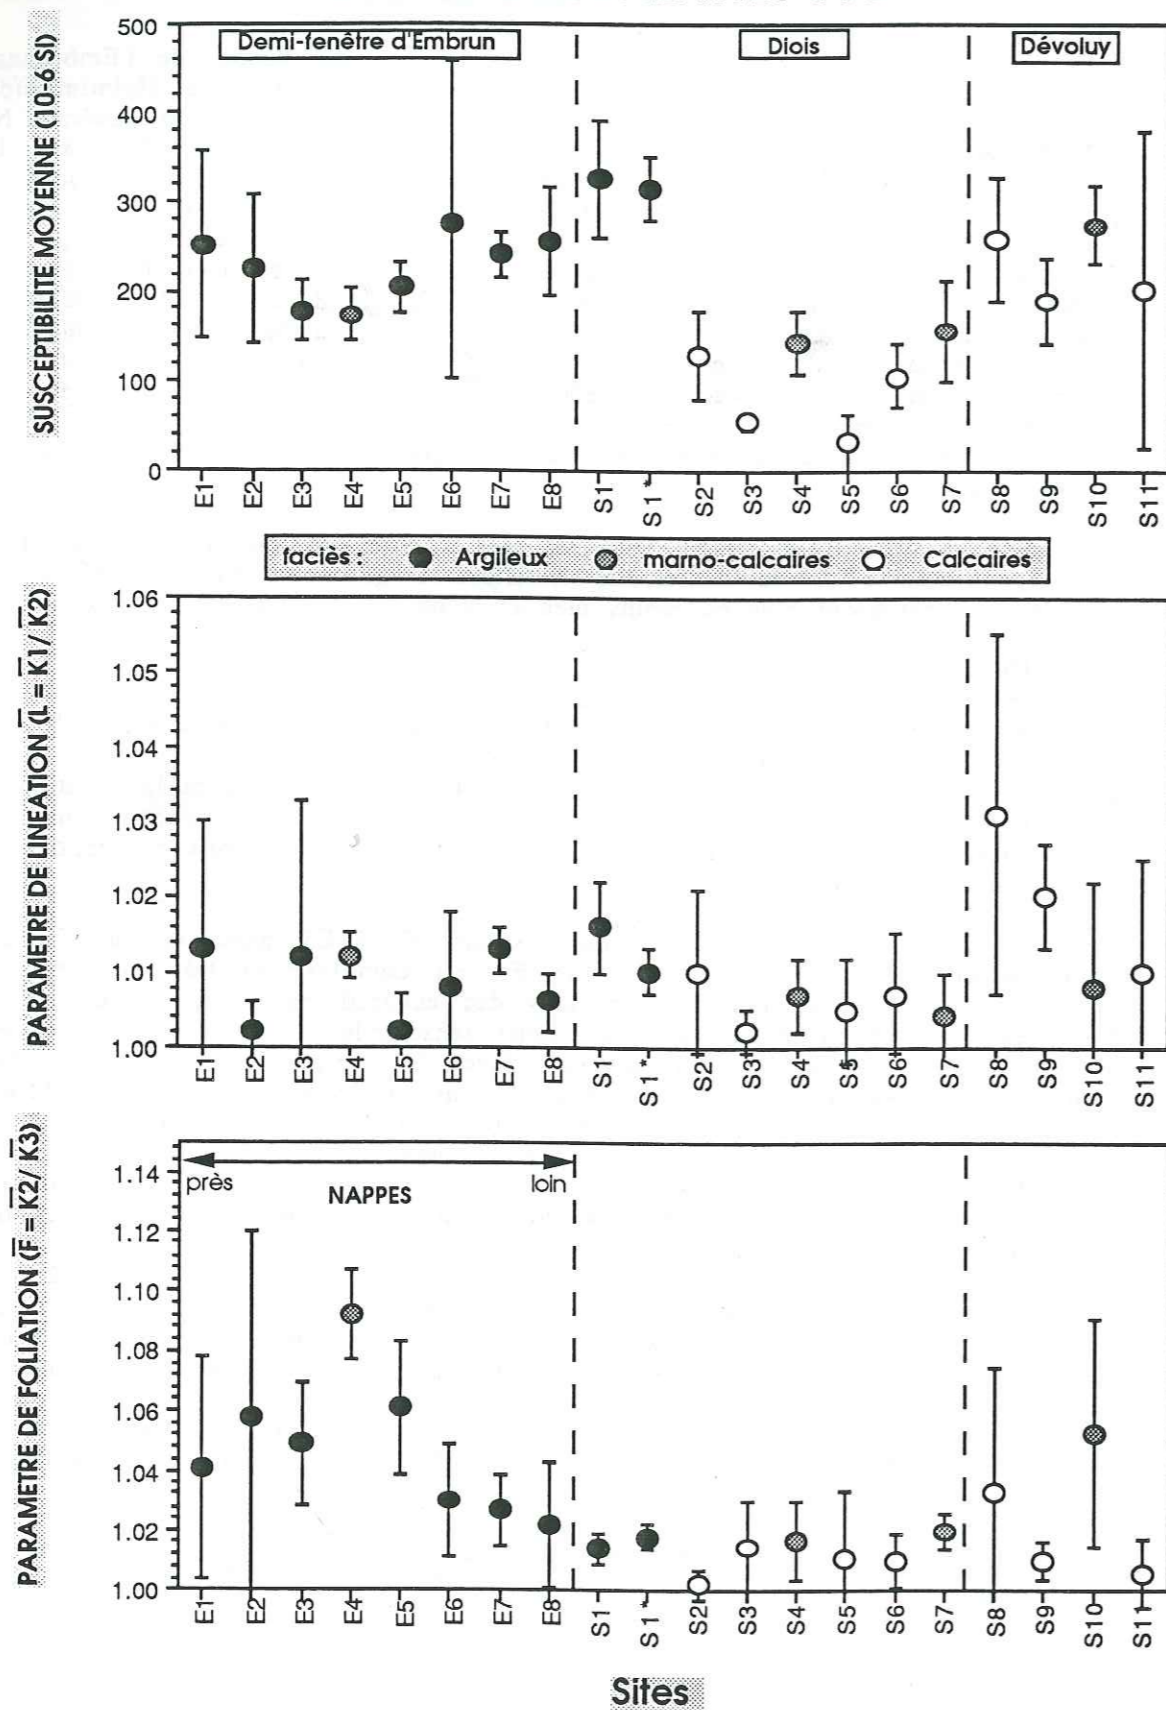 SUSCEPTIBILITE MOYENNE (10-6 SI)
500
400
300
200
100
0
Demi-fenêtre d'Embrun
Diois
Dévoluy
E1 E2 E3 E4 E5 E6 E7 E8 S1 S1* S2 S3 S4 S5 S6 S7 S8 S9 S10 S11
faciès : Argileux marno-calcaires Calcaires
PARAMETRE DE LINEATION (L = K1/ K2)
1.06
1.05
1.04
1.03
1.02
1.01
1.00
E1 E2 E3 E4 E5 E6 E7 E8 S1 S1* S2 S3 S4 S5 S6 S7 S8 S9 S10 S11
PARAMETRE DE FOLIATION (F = K2/ K3)
1.14
1.12
1.10
1.08
1.06
1.04
1.02
1.00
près NAPPES loin
E1 E2 E3 E4 E5 E6 E7 E8 S1 S1* S2 S3 S4 S5 S6 S7 S8 S9 S10 S11
Sites